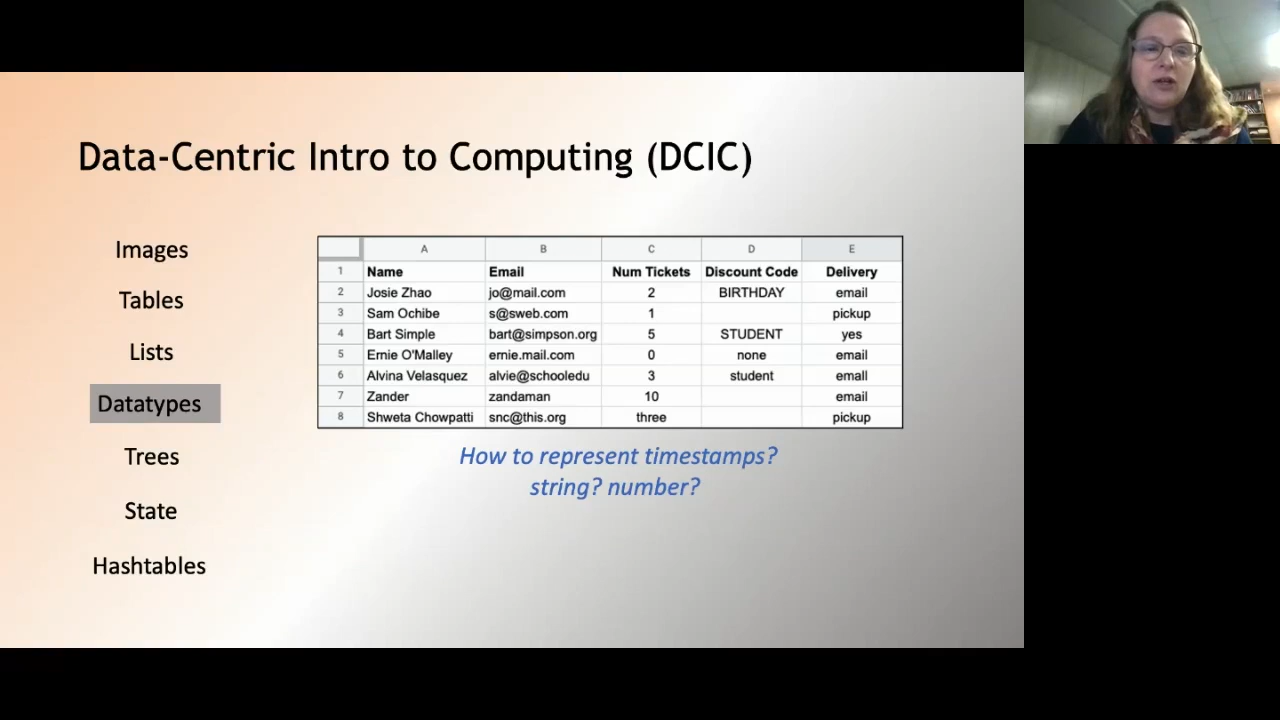 Data-Centric Intro to Computing (DCIC)
Images
Tables
Lists
Datatypes
Trees
State
Hashtables
A B C D E
1 Name Email Num Tickets Discount Code Delivery
2 Josie Zhao jo@mail.com 2 BIRTHDAY email
3 Sam Ochibe s@sweb.com 1 pickup
4 Bart Simple bart@simpson.org 5 STUDENT yes
5 Ernie O'Malley ernie.mail.com 0 none email
6 Alvina Velasquez alvie@schooledu 3 student email
7 Zander zandaman 10 email
8 Shweta Chowpatti snc@this.org three pickup
How to represent timestamps?
string? number?